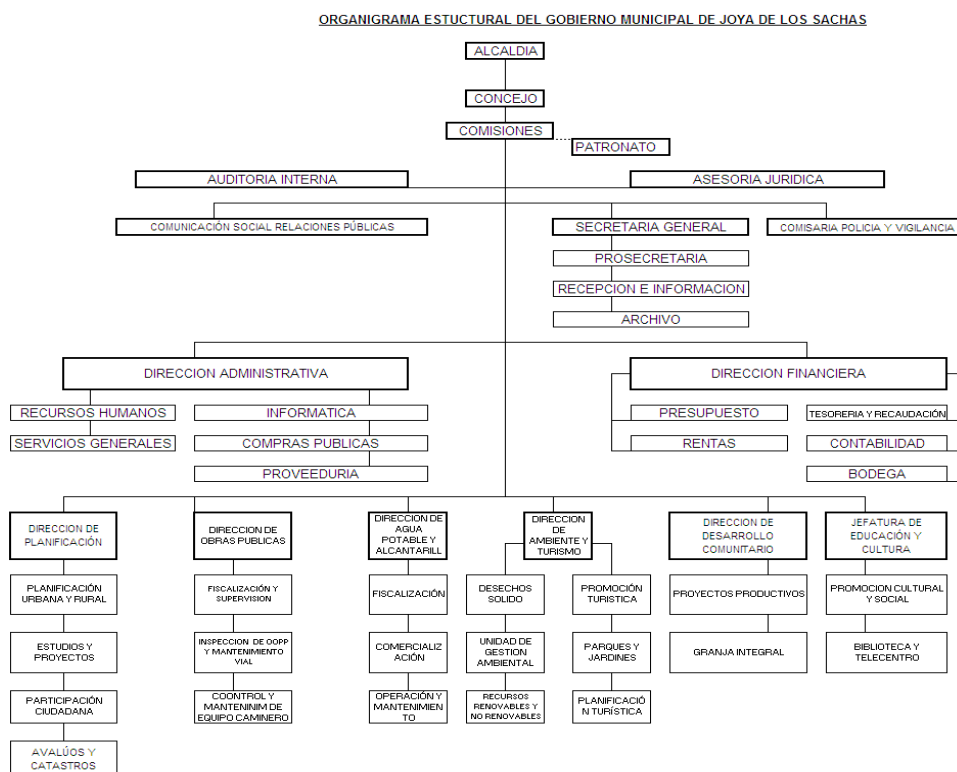 ORGANIGRAMA ESTUCTURAL DEL GOBIERNO MUNICIPAL DE JOYA DE LOS SACHAS
ALCALDIA
CONCEJO
COMISIONES
PATRONATO
AUDITORIA INTERNA
ASESORIA JURIDICA
COMUNICACIÓN SOCIAL RELACIONES PÚBLICAS
SECRETARIA GENERAL
COMISARIA POLICIA Y VIGILANCIA
PROSECRETARIA
RECEPCION E INFORMACION
ARCHIVO
DIRECCION ADMINISTRATIVA
DIRECCION FINANCIERA
RECURSOS HUMANOS
INFORMATICA
PRESUPUESTO
TESORERIA Y RECAUDACIÓN
SERVICIOS GENERALES
COMPRAS PUBLICAS
RENTAS
CONTABILIDAD
PROVEEDURIA
BODEGA
DIRECCION DE
PLANIFICACIÓN
DIRECCION DE
OBRAS PUBLICAS
DIRECCION DE
AGUA
POTABLE Y
ALCANTARILL
DIRECCION
DE
AMBIENTE Y
TURISMO
DIRECCION DE
DESARROLLO
COMUNITARIO
JEFATURA DE
EDUCACIÓN Y
CULTURA
PLANIFICACIÓN
URBANA Y RURAL
FISCALIZACIÓN Y
SUPERVISION
FISCALIZACIÓN
DESECHOS
SOLIDO
PROMOCIÓN
TURISTICA
PROYECTOS PRODUCTIVOS
PROMOCION CULTURAL
Y SOCIAL
ESTUDIOS Y
PROYECTOS
INSPECCION DE OOPP
Y MANTENIMIENTO
VIAL
COMERCIALIZ
ACIÓN
UNIDAD DE
GESTION
AMBIENTAL
PARQUES Y
JARDINES
GRANJA INTEGRAL
BIBLIOTECA Y
TELECENTRO
PARTICIPACIÓN
CIUDADANA
COONTROL Y
MANTENINIM DE
EQUIPO CAMINERO
OPERACIÓN Y
MANTENIMIEN
TO
RECURSOS
RENOVABLES Y
NO RENOVABLES
PLANIFICACIÓ
N TURÍSTICA
AVALÚOS Y
CATASTROS